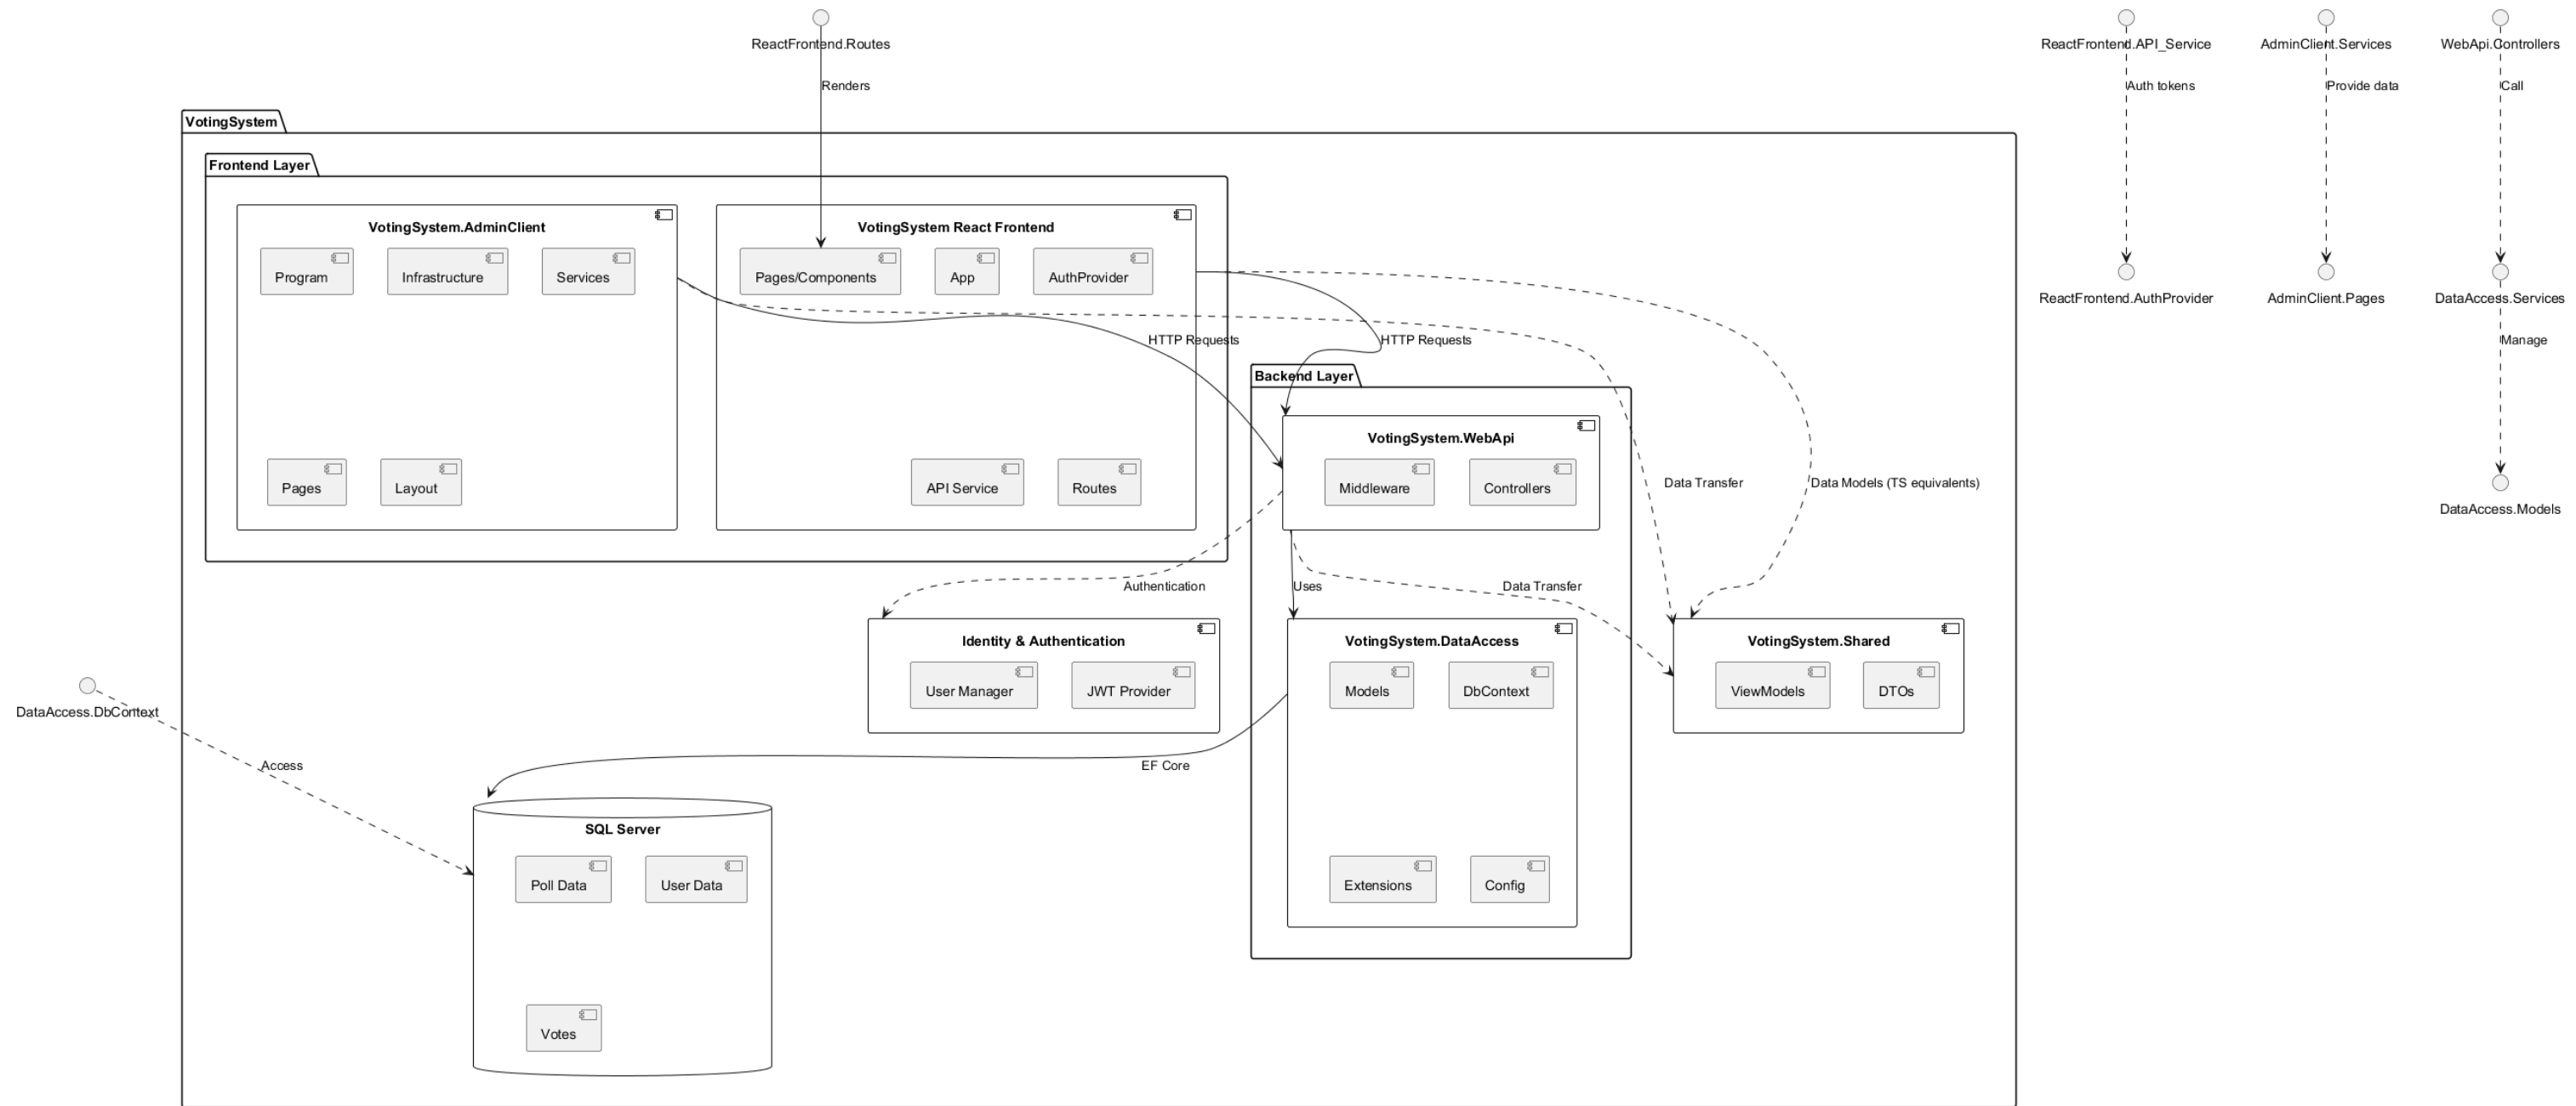 ReactFrontend.Routes
ReactFrontend.API_Service
AdminClient.Services
WebApi.Controllers
Renders
Auth tokens
Provide data
Call
VotingSystem
Frontend Layer
VotingSystem.AdminClient
Program
Infrastructure
Services
Pages
Layout
VotingSystem React Frontend
Pages/Components
App
AuthProvider
API Service
Routes
ReactFrontend.AuthProvider
AdminClient.Pages
DataAccess.Services
HTTP Requests
HTTP Requests
Manage
Backend Layer
VotingSystem.WebApi
Middleware
Controllers
Data Transfer
Data Models (TS equivalents)
DataAccess.Models
Authentication
Uses
Data Transfer
Identity & Authentication
User Manager
JWT Provider
VotingSystem.DataAccess
Models
DbContext
Extensions
Config
VotingSystem.Shared
ViewModels
DTOs
DataAccess.DbContext
Access
EF Core
SQL Server
Poll Data
User Data
Votes